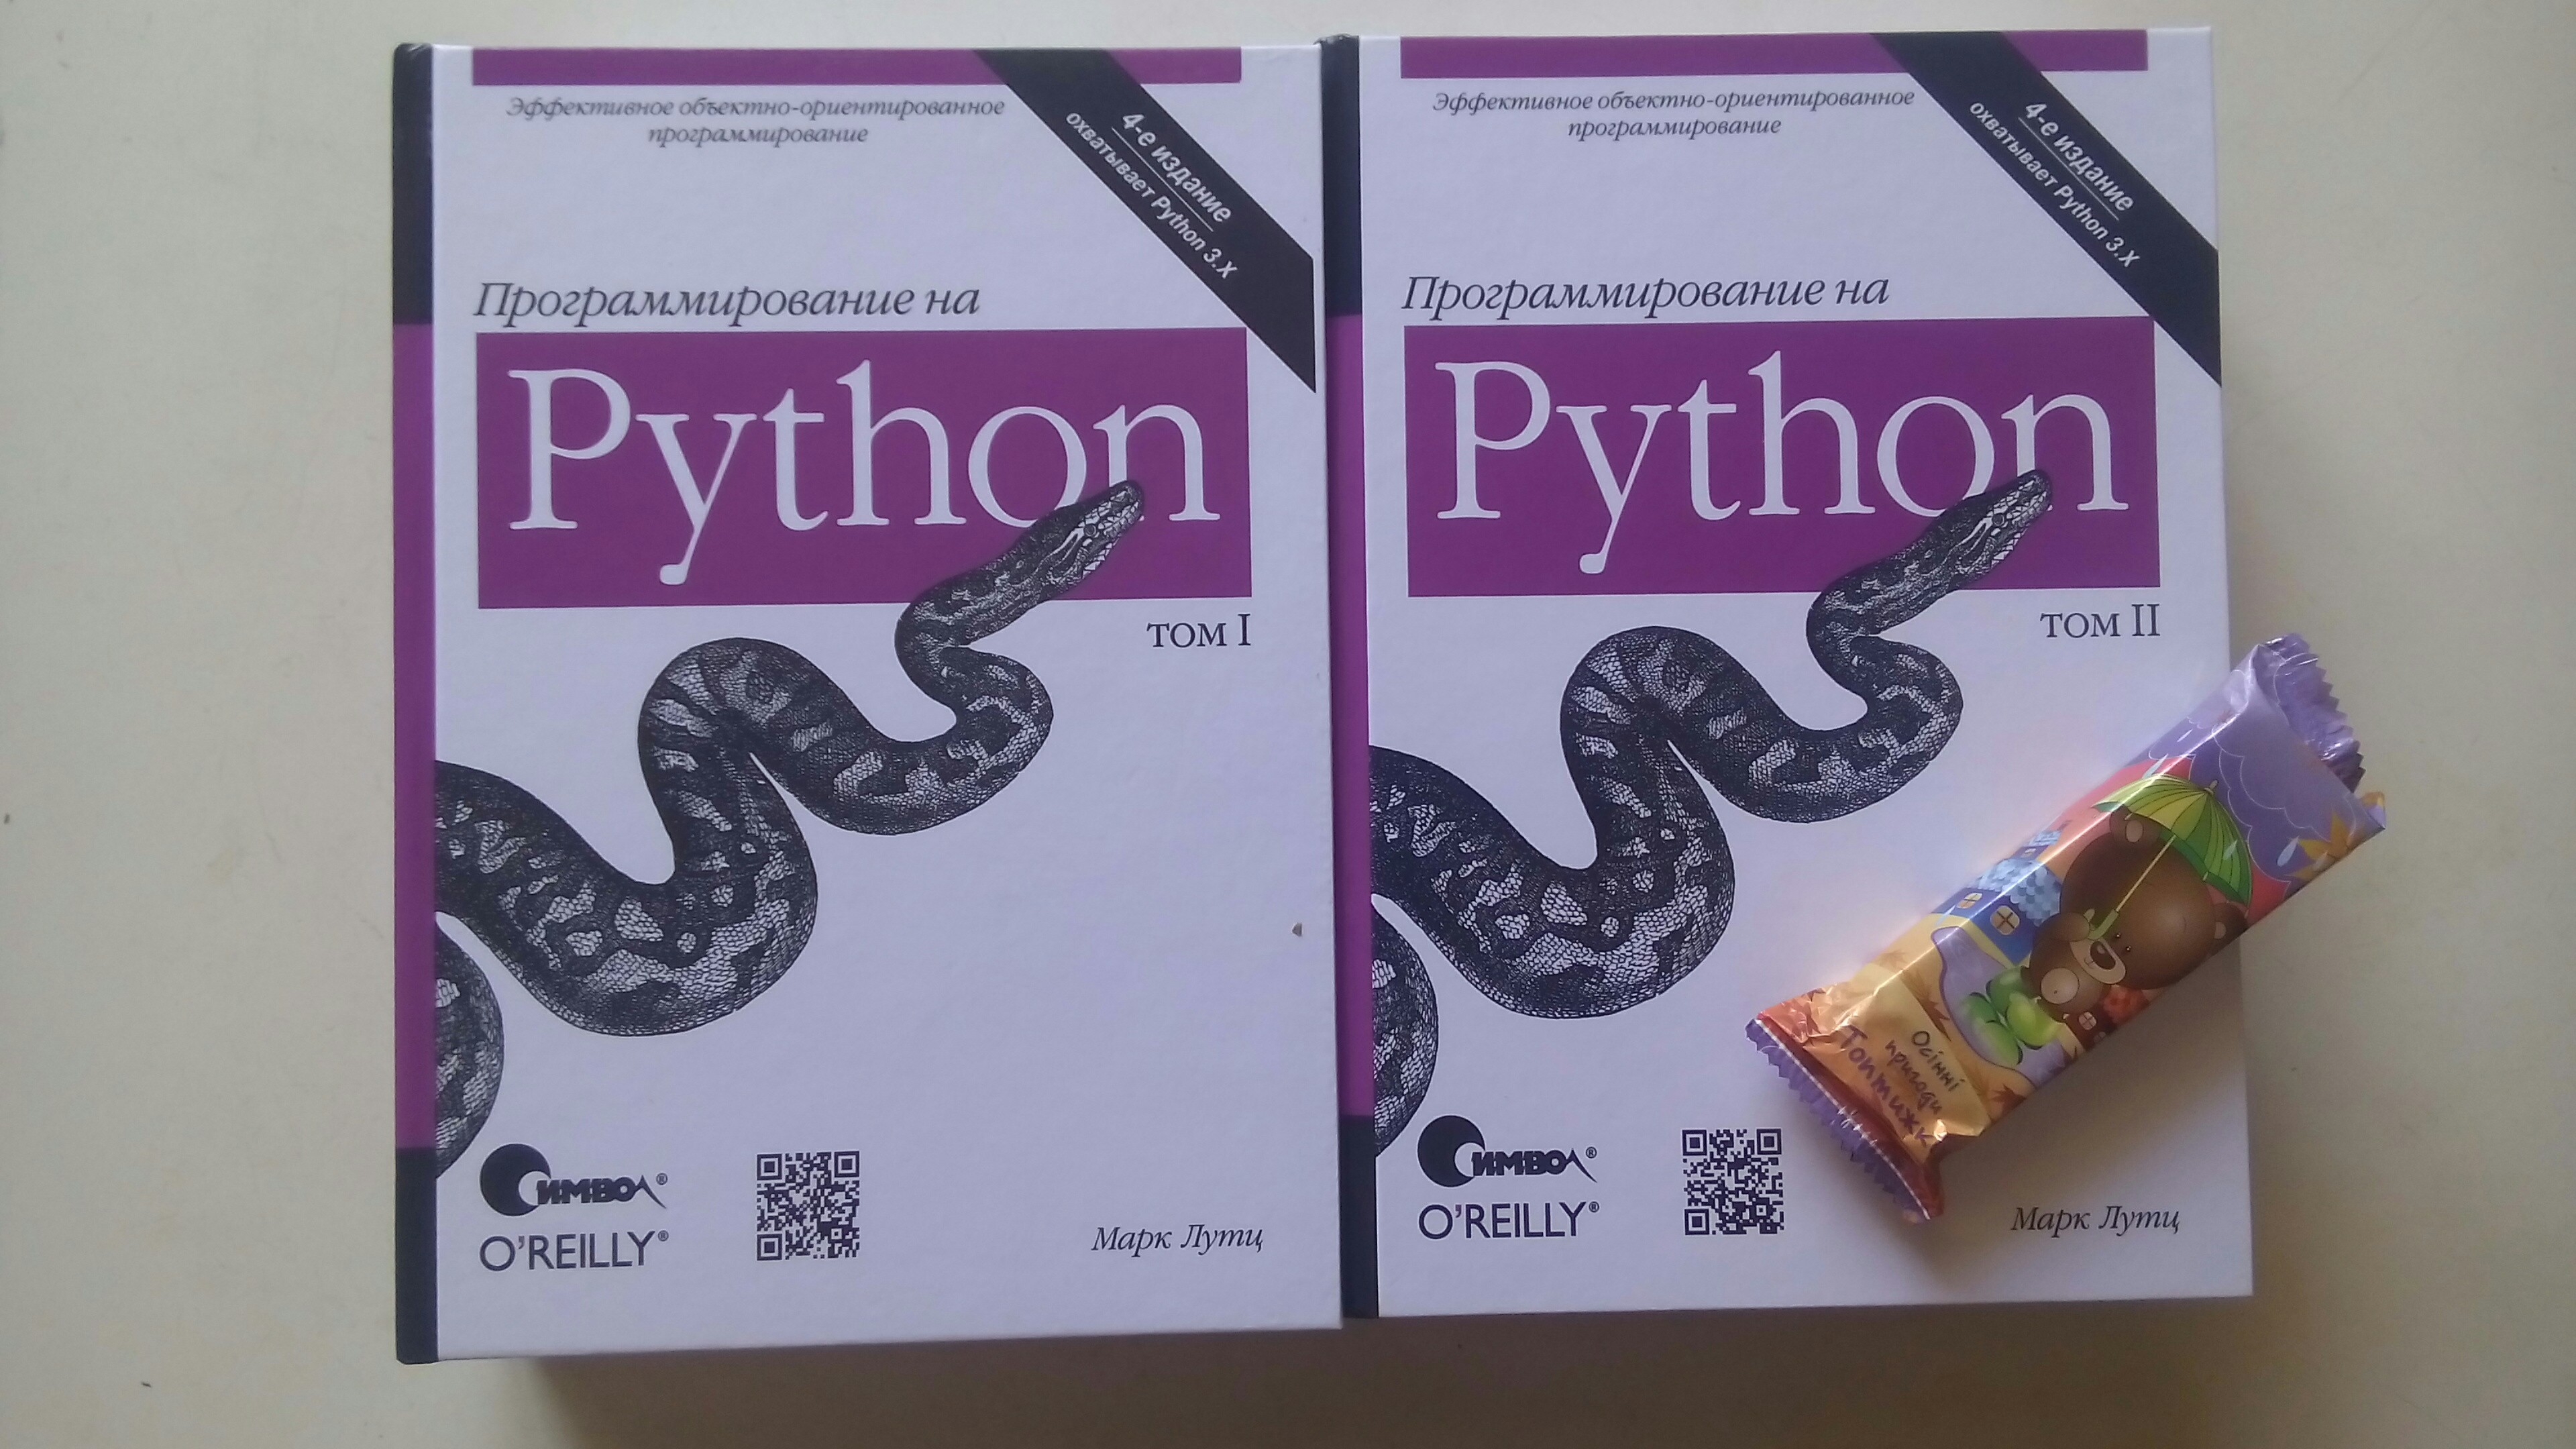 Эффективное объектно-ориентированное
программирование
4-е издание
охватывает Python 3.X
Программирование на
Python
ТОМ I
Символ®
O'REILLY®
Марк Лутц
Эффективное объектно-ориентированное
программирование
4-е издание
охватывает Python 3.X
Программирование на
Python
ТОМ II
Символ®
O'REILLY®
Марк Лутц
Осінні
пригоди